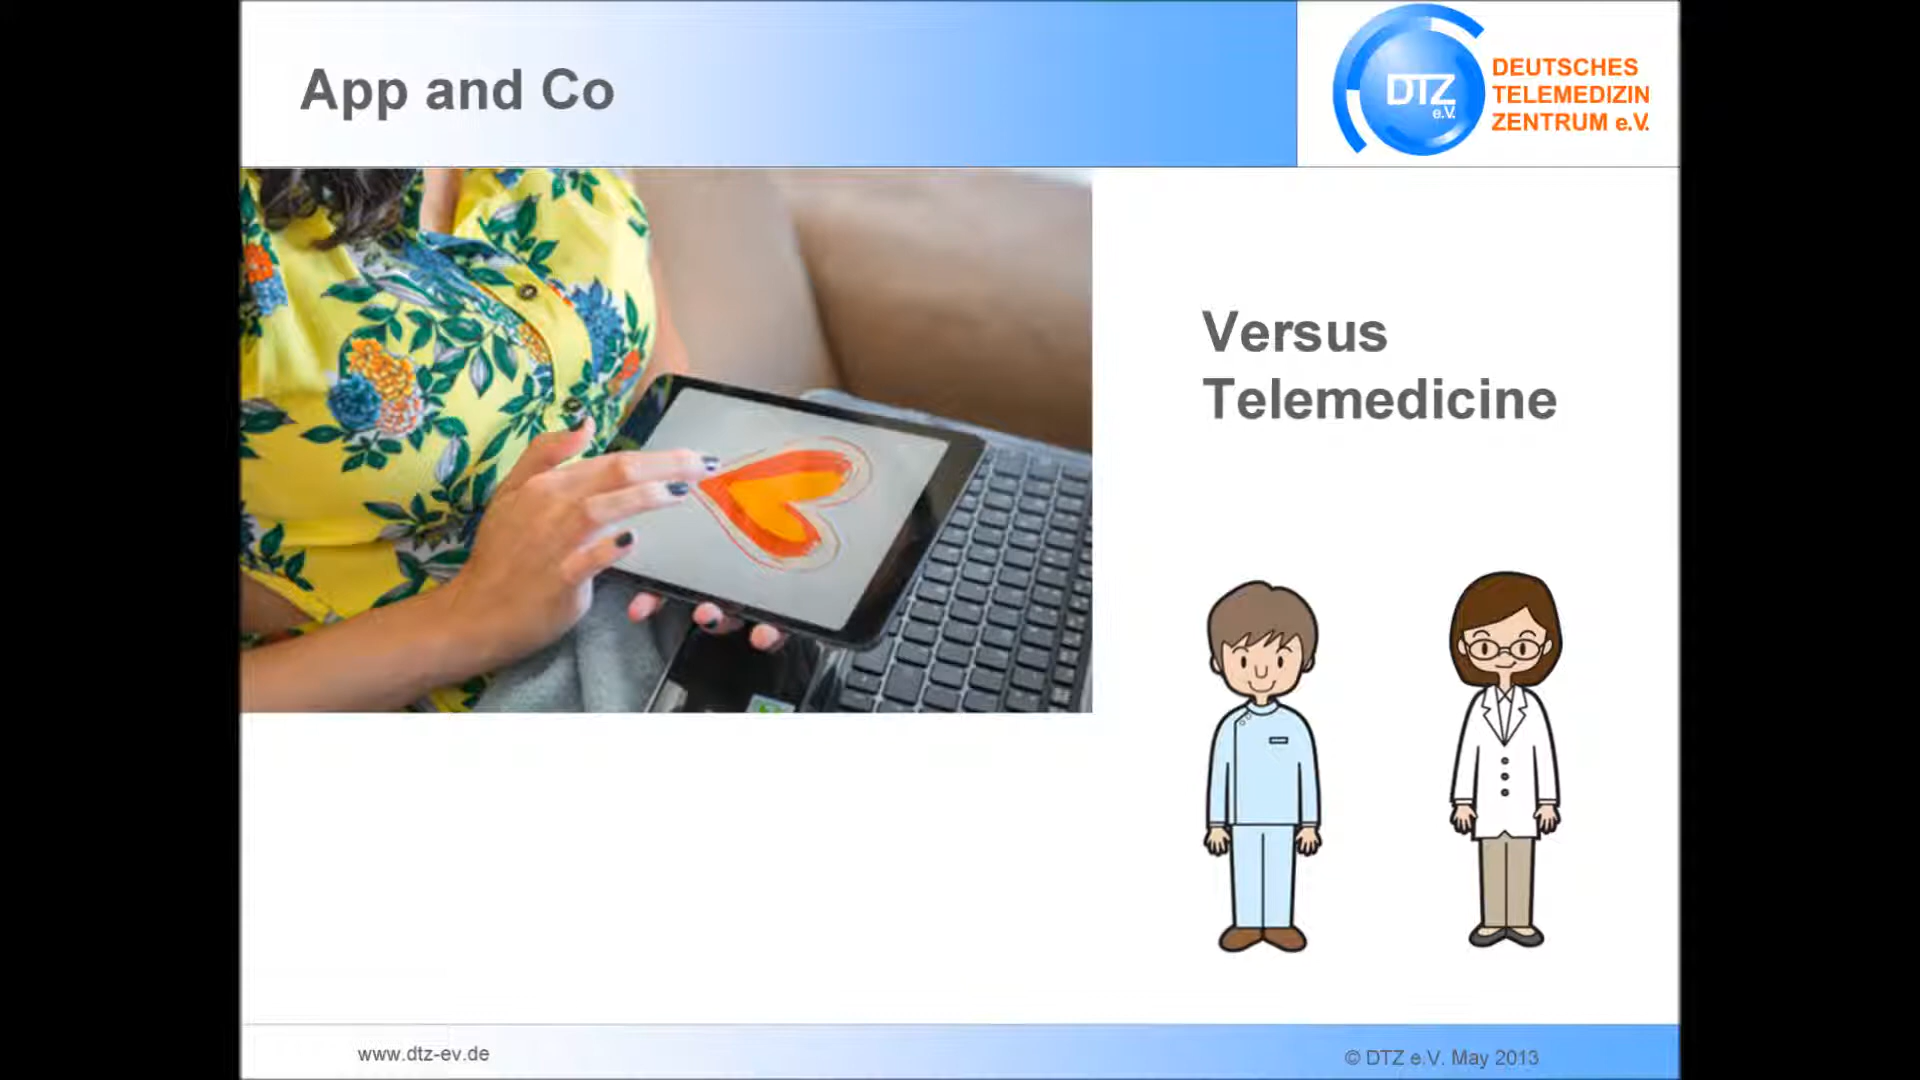 App and Co
DTZ
e.V.
DEUTSCHES
TELEMEDIZIN
ZENTRUM e.V.
Versus
Telemedicine
www.dtz-ev.de
© DTZ e.V. May 2013